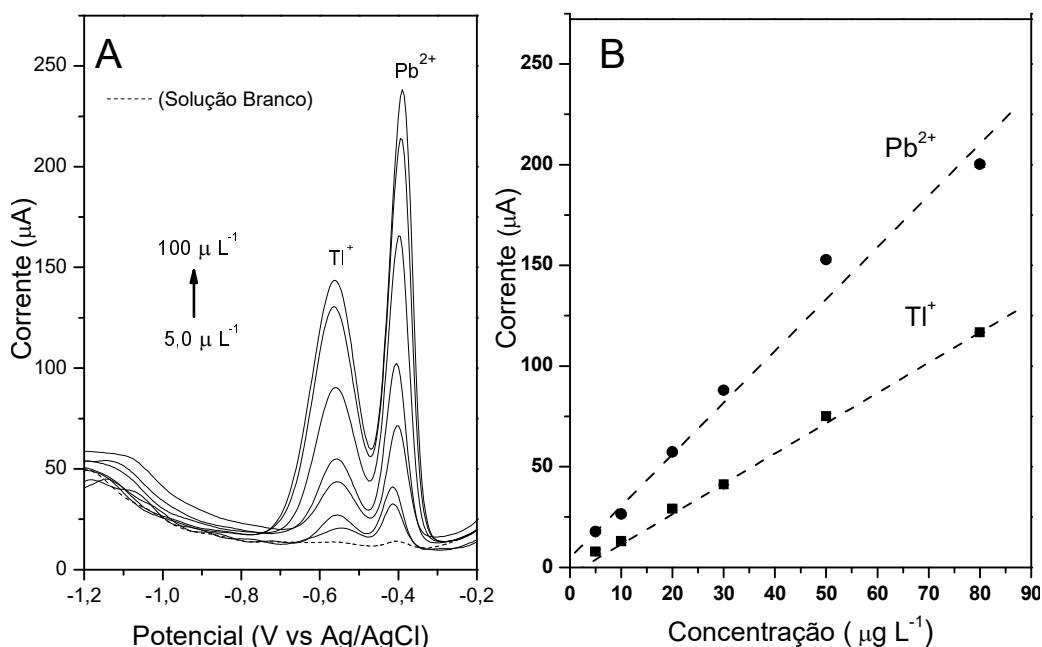 A
Pb²⁺
(Solução Branco)
Tl⁺
100 μ L⁻¹
5,0 μ L⁻¹
Corrente (μA)
250
200
150
100
50
0
-1,2
-1,0
-0,8
-0,6
-0,4
-0,2
Potencial (V vs Ag/AgCl)
B
Pb²⁺
Tl⁺
Corrente (μA)
250
200
150
100
50
0
0
10
20
30
40
50
60
70
80
90
Concentração ( μg L⁻¹)